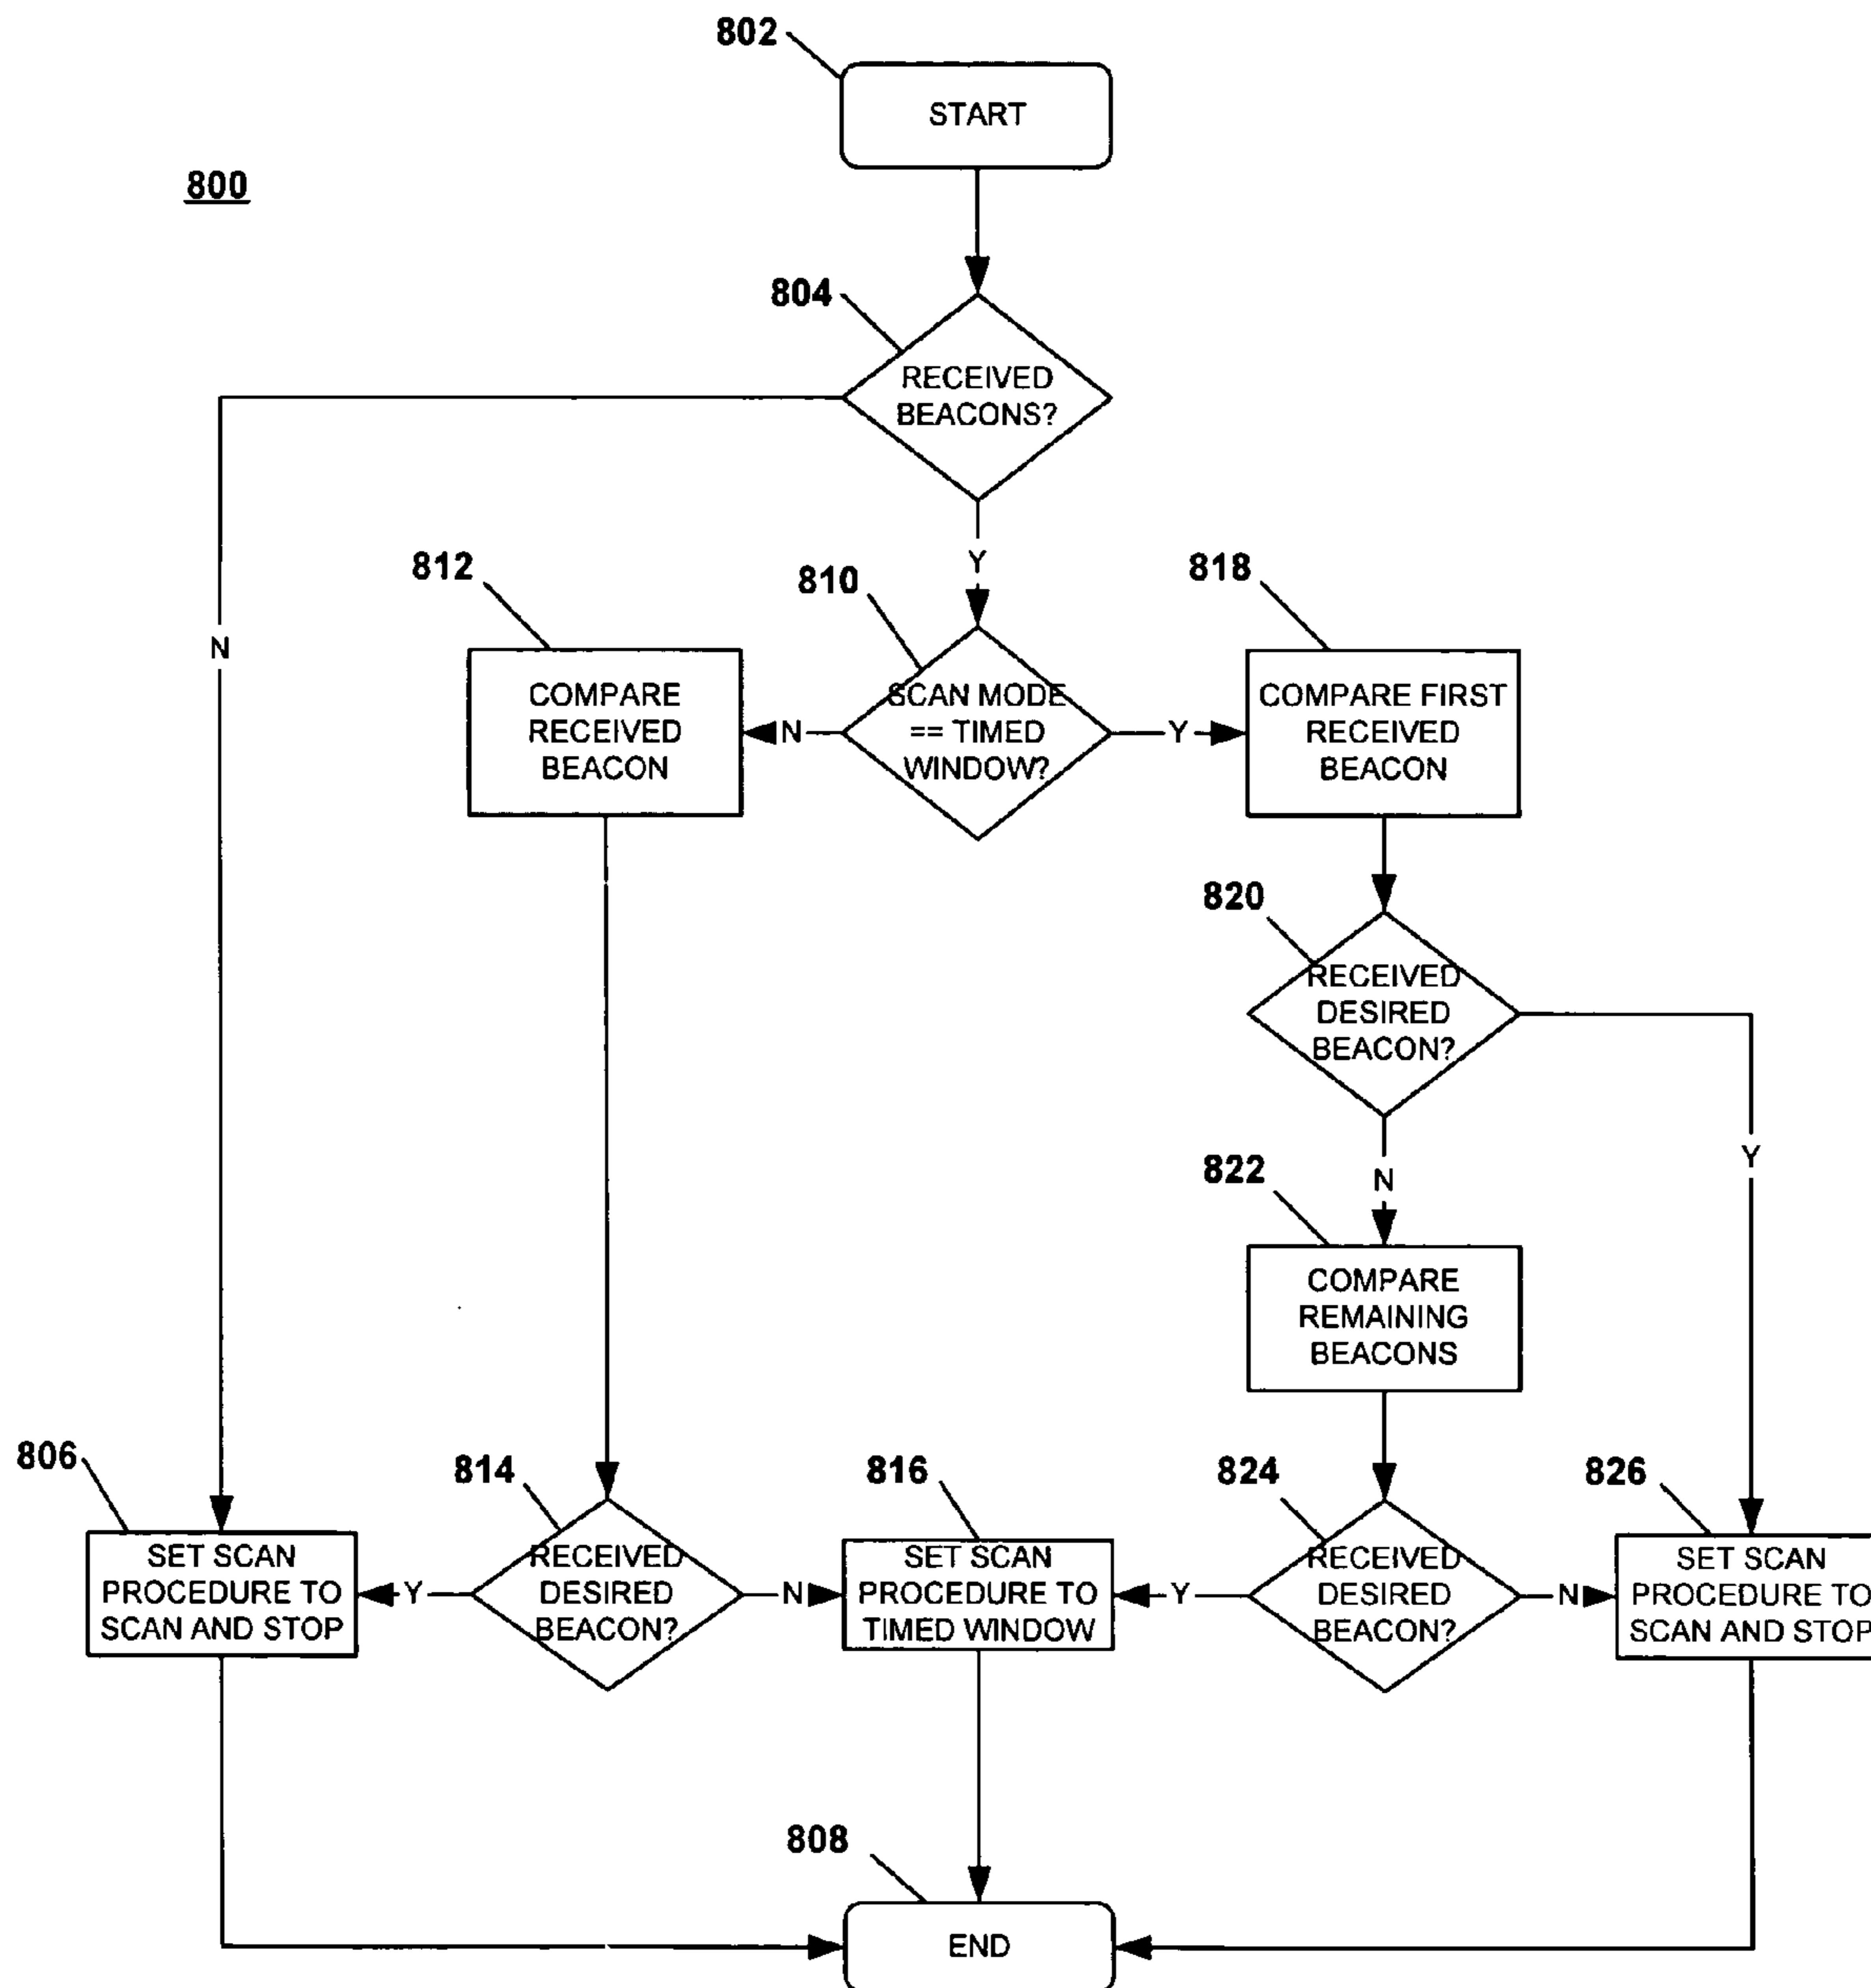 802
START
800
804
RECEIVED
BEACONS?
Y
N
812
810
818
COMPARE
RECEIVED
BEACON
N
SCAN MODE
== TIMED
WINDOW?
Y
COMPARE FIRST
RECEIVED
BEACON
820
RECEIVED
DESIRED
BEACON?
Y
N
822
COMPARE
REMAINING
BEACONS
806
814
816
824
826
SET SCAN
PROCEDURE TO
SCAN AND STOP
Y
RECEIVED
DESIRED
BEACON?
N
SET SCAN
PROCEDURE TO
TIMED WINDOW
Y
RECEIVED
DESIRED
BEACON?
N
SET SCAN
PROCEDURE TO
SCAN AND STOP
808
END